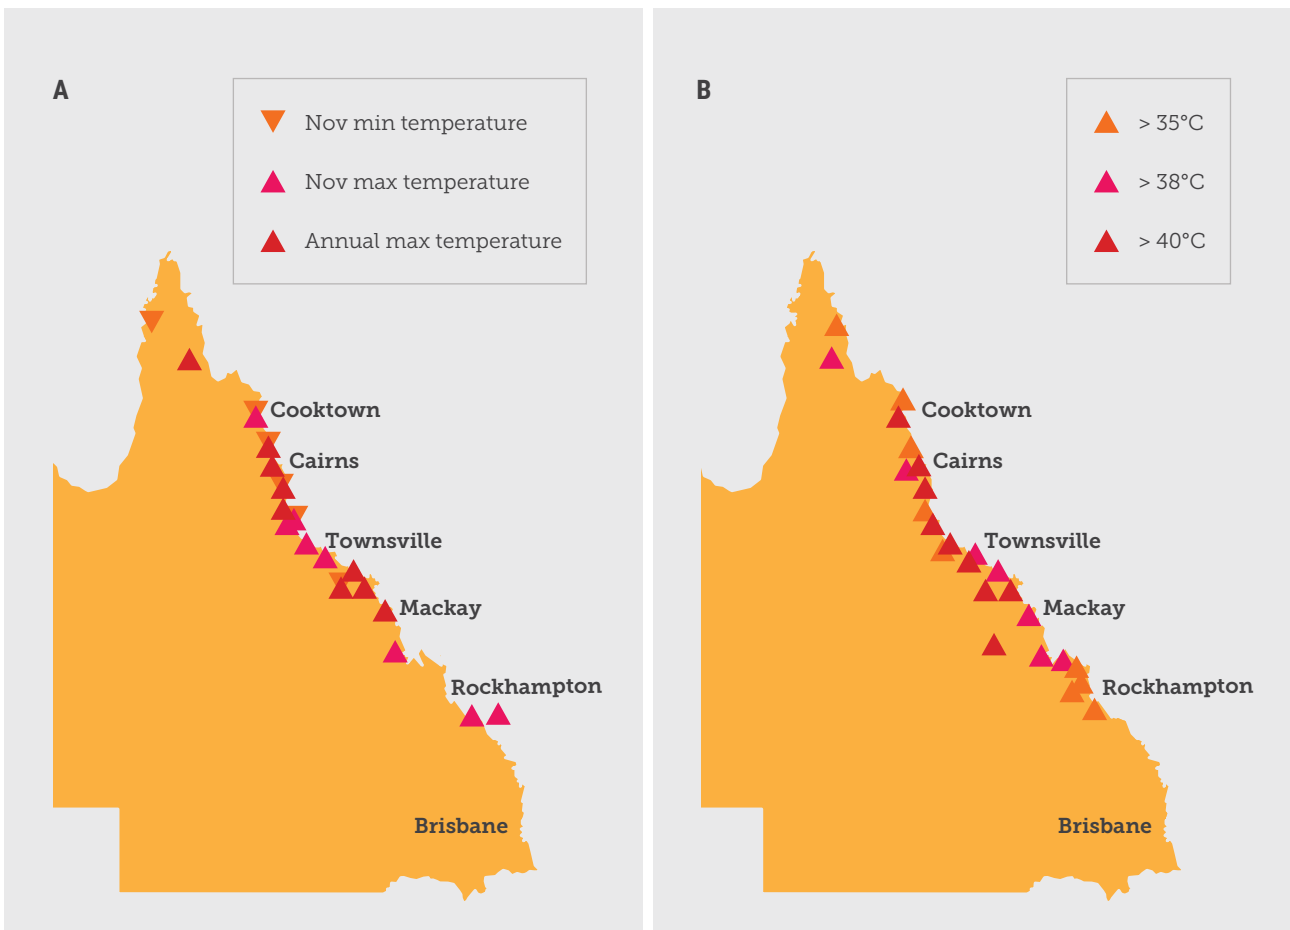 A
Nov min temperature
Nov max temperature
Annual max temperature
Cooktown
Cairns
Townsville
Mackay
Rockhampton
Brisbane
B
> 35°C
> 38°C
> 40°C
Cooktown
Cairns
Townsville
Mackay
Rockhampton
Brisbane